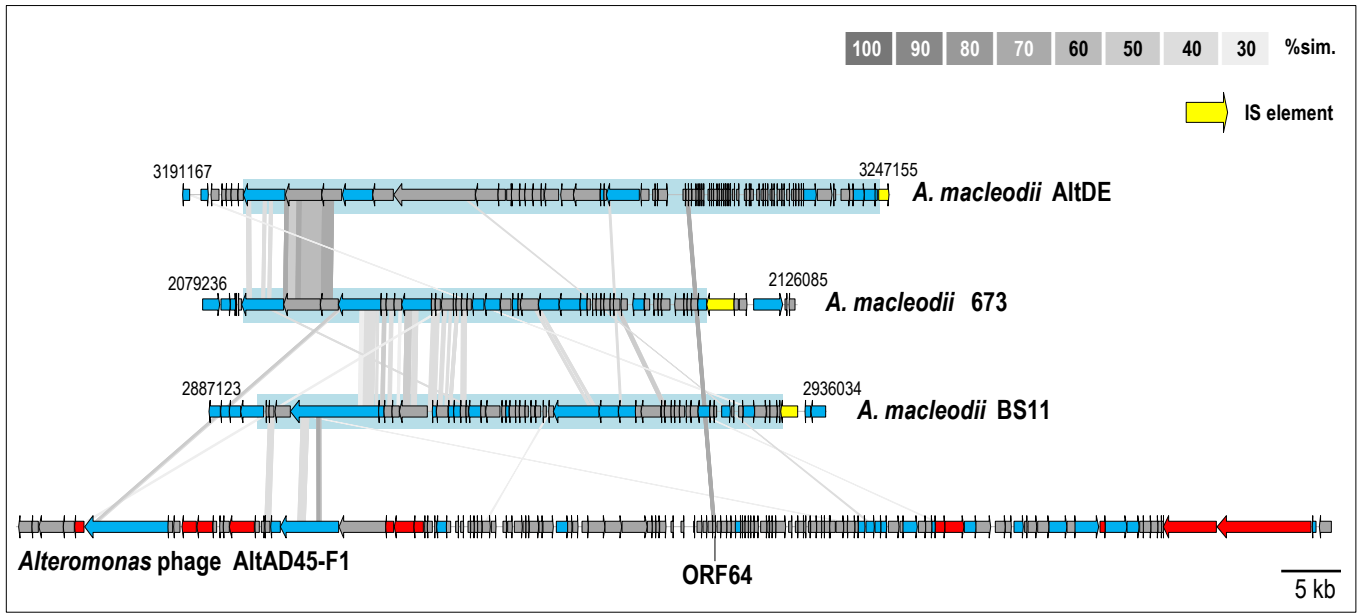 100 90 80 70 60 50 40 30 %sim.
IS element
3191167 3247155
A. macleodii AltDE
2079236 2126085
A. macleodii 673
2887123 2936034
A. macleodii BS11
Alteromonas phage AltAD45-F1
ORF64
5 kb